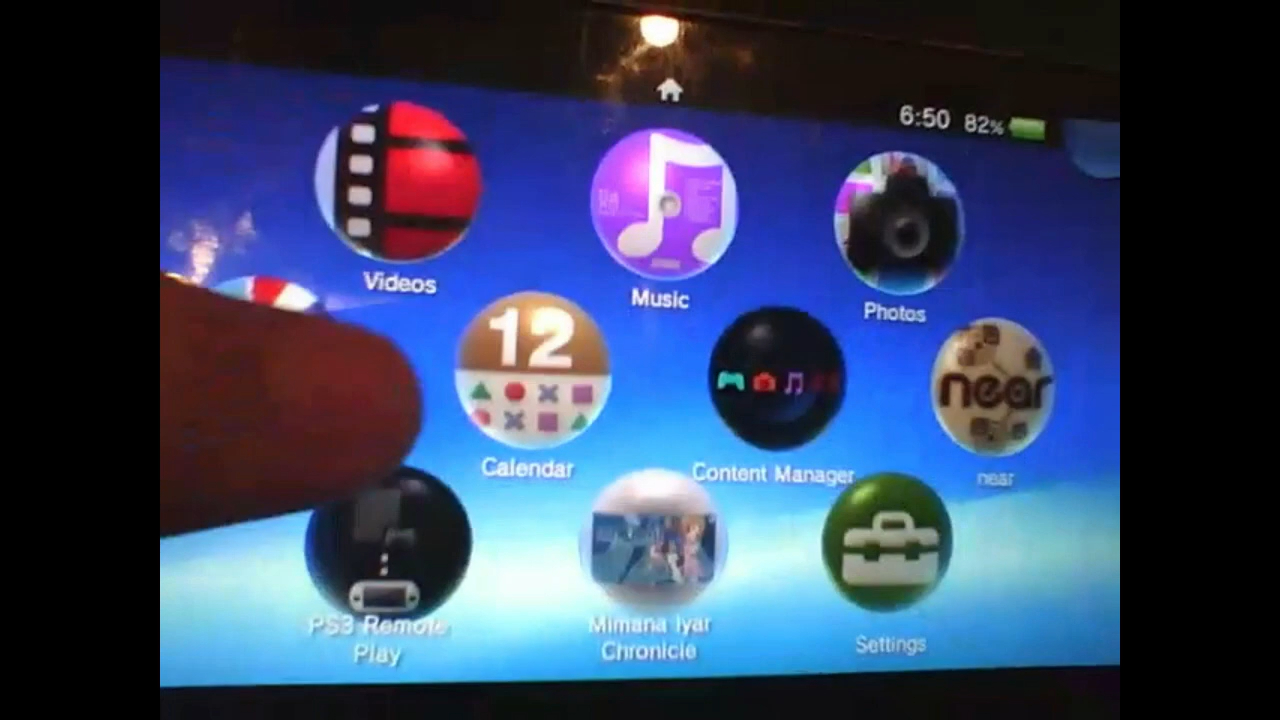 6:50 82%
Videos
Music
Photos
12
near
Calendar
Content Manager
near
PS3 Remote
Play
Mimana Iyar
Chronicle
Settings